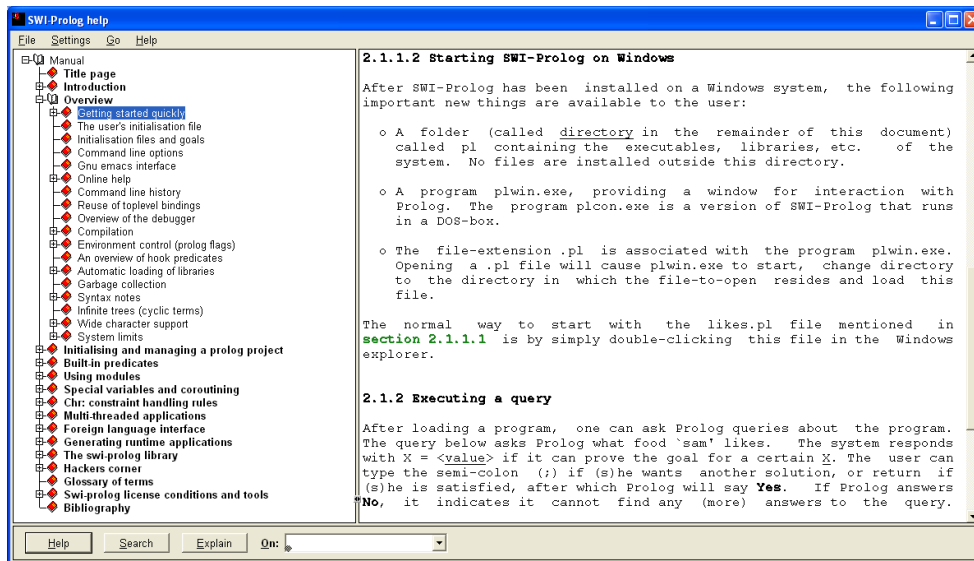 SWI-Prolog help
File Settings Go Help
Manual
Title page
Introduction
Overview
Getting started quickly
The user's initialisation file
Initialisation files and goals
Command line options
Gnu emacs interface
Online help
Command line history
Reuse of toplevel bindings
Overview of the debugger
Compilation
Environment control (prolog flags)
An overview of hook predicates
Automatic loading of libraries
Garbage collection
Syntax notes
Infinite trees (cyclic terms)
Wide character support
System limits
Initialising and managing a prolog project
Built-in predicates
Using modules
Special variables and coroutining
Chr: constraint handling rules
Multi-threaded applications
Foreign language interface
Generating runtime applications
The swi-prolog library
Hackers corner
Glossary of terms
Swi-prolog license conditions and tools
Bibliography
2.1.1.2 Starting SWI-Prolog on Windows
After SWI-Prolog has been installed on a Windows system, the following
important new things are available to the user:
o A folder (called directory in the remainder of this document)
called pl containing the executables, libraries, etc. of the
system. No files are installed outside this directory.
o A program plwin.exe, providing a window for interaction with
Prolog. The program plcon.exe is a version of SWI-Prolog that runs
in a DOS-box.
o The file-extension .pl is associated with the program plwin.exe.
Opening a .pl file will cause plwin.exe to start, change directory
to the directory in which the file-to-open resides and load this
file.
The normal way to start with the likes.pl file mentioned in
section 2.1.1.1 is by simply double-clicking this file in the Windows
explorer.
2.1.2 Executing a query
After loading a program, one can ask Prolog queries about the program.
The query below asks Prolog what food `sam' likes. The system responds
with X = <value> if it can prove the goal for a certain X. The user can
type the semi-colon (;) if (s)he wants another solution, or return if
(s)he is satisfied, after which Prolog will say Yes. If Prolog answers
No, it indicates it cannot find any (more) answers to the query.
Help Search Explain On: